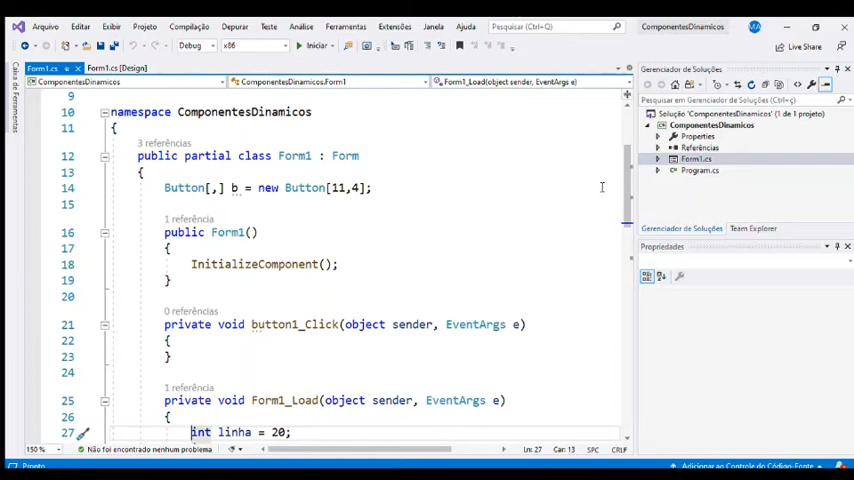 Arquivo Editar Exibir Projeto Compilação Depurar Teste Análise Ferramentas Extensões Janela Ajuda Pesquisar (Ctrl+Q) ComponentesDinamicos MA
Debug x86 Iniciar Live Share
Caixa de Ferramentas
Form1.cs Form1.cs [Design]
ComponentesDinamicos ComponentesDinamicos.Form1 Form1_Load(object sender, EventArgs e)
9
10 namespace ComponentesDinamicos
11 {
3 referências
12 public partial class Form1 : Form
13 {
14 Button[,] b = new Button[11,4];
15
1 referência
16 public Form1()
17 {
18 InitializeComponent();
19 }
20
0 referências
21 private void button1_Click(object sender, EventArgs e)
22 {
23 }
24
1 referência
25 private void Form1_Load(object sender, EventArgs e)
26 {
27 int linha = 20;
150 % Não foi encontrado nenhum problema Ln: 27 Car: 13 SPC CRLF
Pronto Adicionar ao Controle do Código-Fonte
Gerenciador de Soluções
Pesquisar em Gerenciador de Soluções (Ctrl+ç)
Solução 'ComponentesDinamicos' (1 de 1 projeto)
ComponentesDinamicos
Properties
Referências
Form1.cs
Program.cs
Gerenciador de Soluções Team Explorer
Propriedades